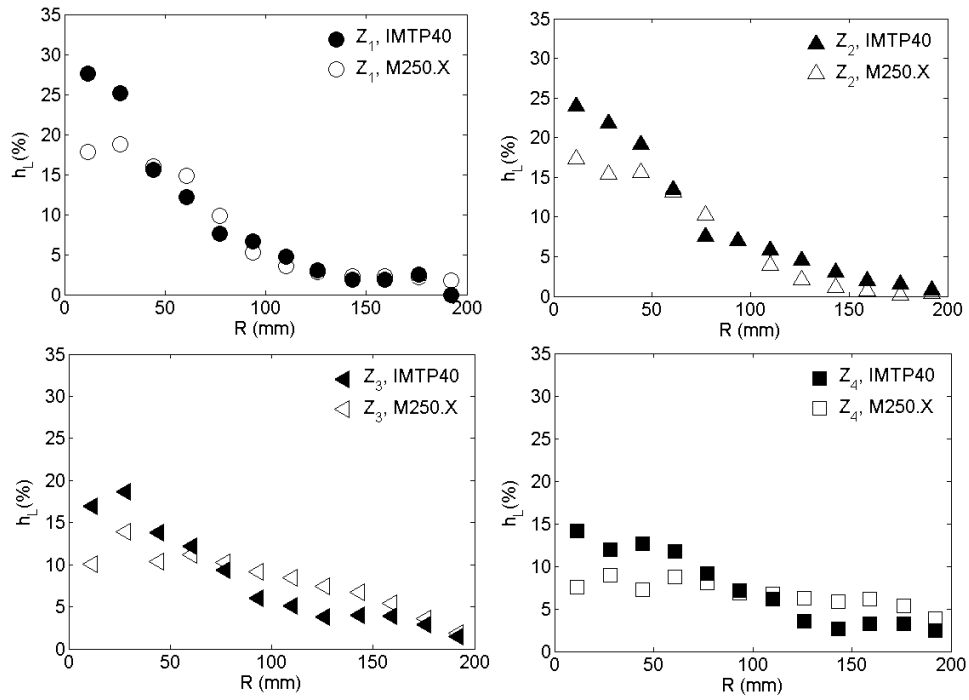 35
30
25
20
15
10
5
0
h_L(%)
Z_1, IMTP40
Z_1, M250.X
0 50 100 150 200
R (mm)
35
30
25
20
15
10
5
0
h_L(%)
Z_2, IMTP40
Z_2, M250.X
0 50 100 150 200
R (mm)
35
30
25
20
15
10
5
0
h_L(%)
Z_3, IMTP40
Z_3, M250.X
0 50 100 150 200
R (mm)
35
30
25
20
15
10
5
0
h_L(%)
Z_4, IMTP40
Z_4, M250.X
0 50 100 150 200
R (mm)